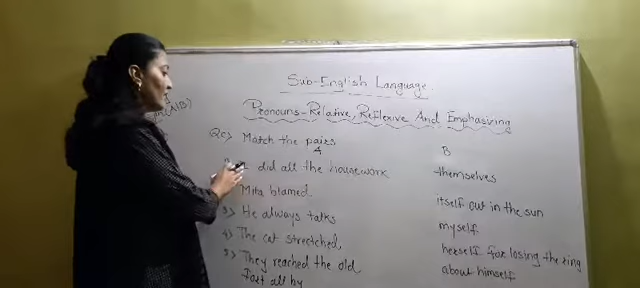 Sub-English Language.
Pronouns-Relative, Reflexive And Emphasizing
Qc> Match the pairs
A
B
did all the housework
themselves
Mita blamed
itself out in the sun
3> He always talks
myself.
4> The cat stretched.
herself for losing the ring
5> They reached the old
about himself
fort all by